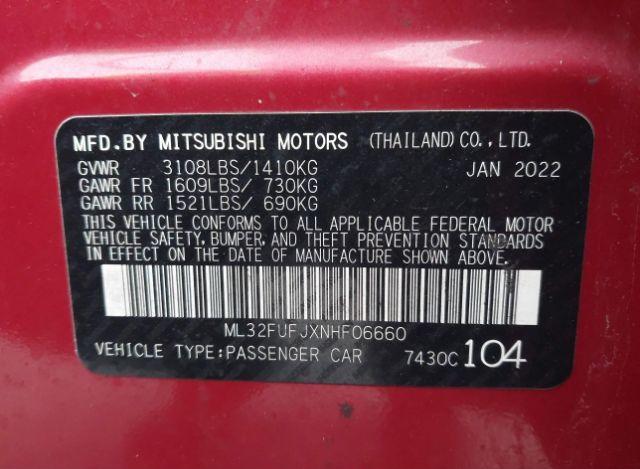 MFD.BY MITSUBISHI MOTORS (THAILAND) CO., LTD.
GVWR 3108LBS/1410KG JAN 2022
GAWR FR 1609LBS/ 730KG
GAWR RR 1521LBS/ 690KG
THIS VEHICLE CONFORMS TO ALL APPLICABLE FEDERAL MOTOR
VEHICLE SAFETY, BUMPER, AND THEFT PREVENTION STANDARDS
IN EFFECT ON THE DATE OF MANUFACTURE SHOWN ABOVE.
ML32FUFJXNHF06660
VEHICLE TYPE:PASSENGER CAR 7430C 104